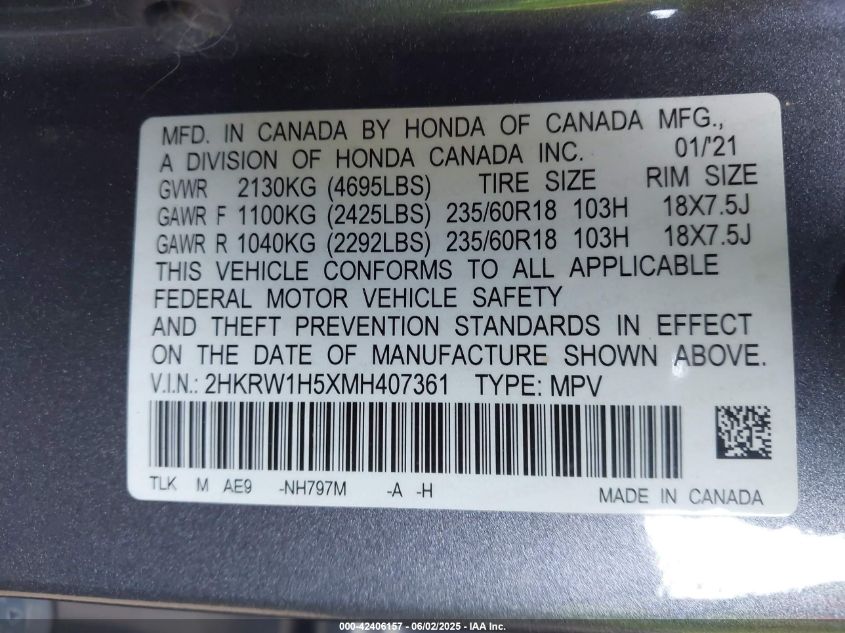 MFD. IN CANADA BY HONDA OF CANADA MFG.,
A DIVISION OF HONDA CANADA INC. 01/'21
GVWR 2130KG (4695LBS) TIRE SIZE RIM SIZE
GAWR F 1100KG (2425LBS) 235/60R18 103H 18X7.5J
GAWR R 1040KG (2292LBS) 235/60R18 103H 18X7.5J
THIS VEHICLE CONFORMS TO ALL APPLICABLE
FEDERAL MOTOR VEHICLE SAFETY
AND THEFT PREVENTION STANDARDS IN EFFECT
ON THE DATE OF MANUFACTURE SHOWN ABOVE.
V.I.N.: 2HKRW1H5XMH407361 TYPE: MPV
TLK M AE9 -NH797M -A -H MADE IN CANADA
000-42406157 - 06/02/2025 - IAA Inc.